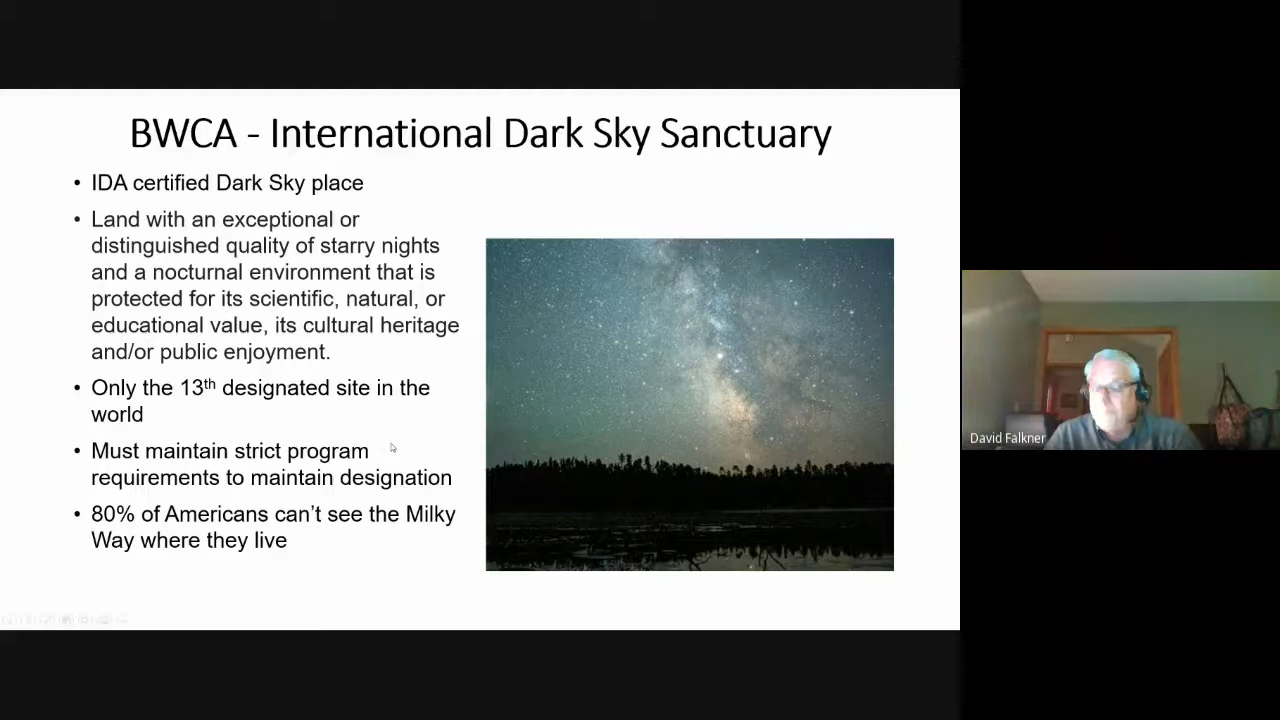 BWCA - International Dark Sky Sanctuary
• IDA certified Dark Sky place
• Land with an exceptional or
distinguished quality of starry nights
and a nocturnal environment that is
protected for its scientific, natural, or
educational value, its cultural heritage
and/or public enjoyment.
• Only the 13th designated site in the
world
• Must maintain strict program
requirements to maintain designation
• 80% of Americans can’t see the Milky
Way where they live
David Falkner